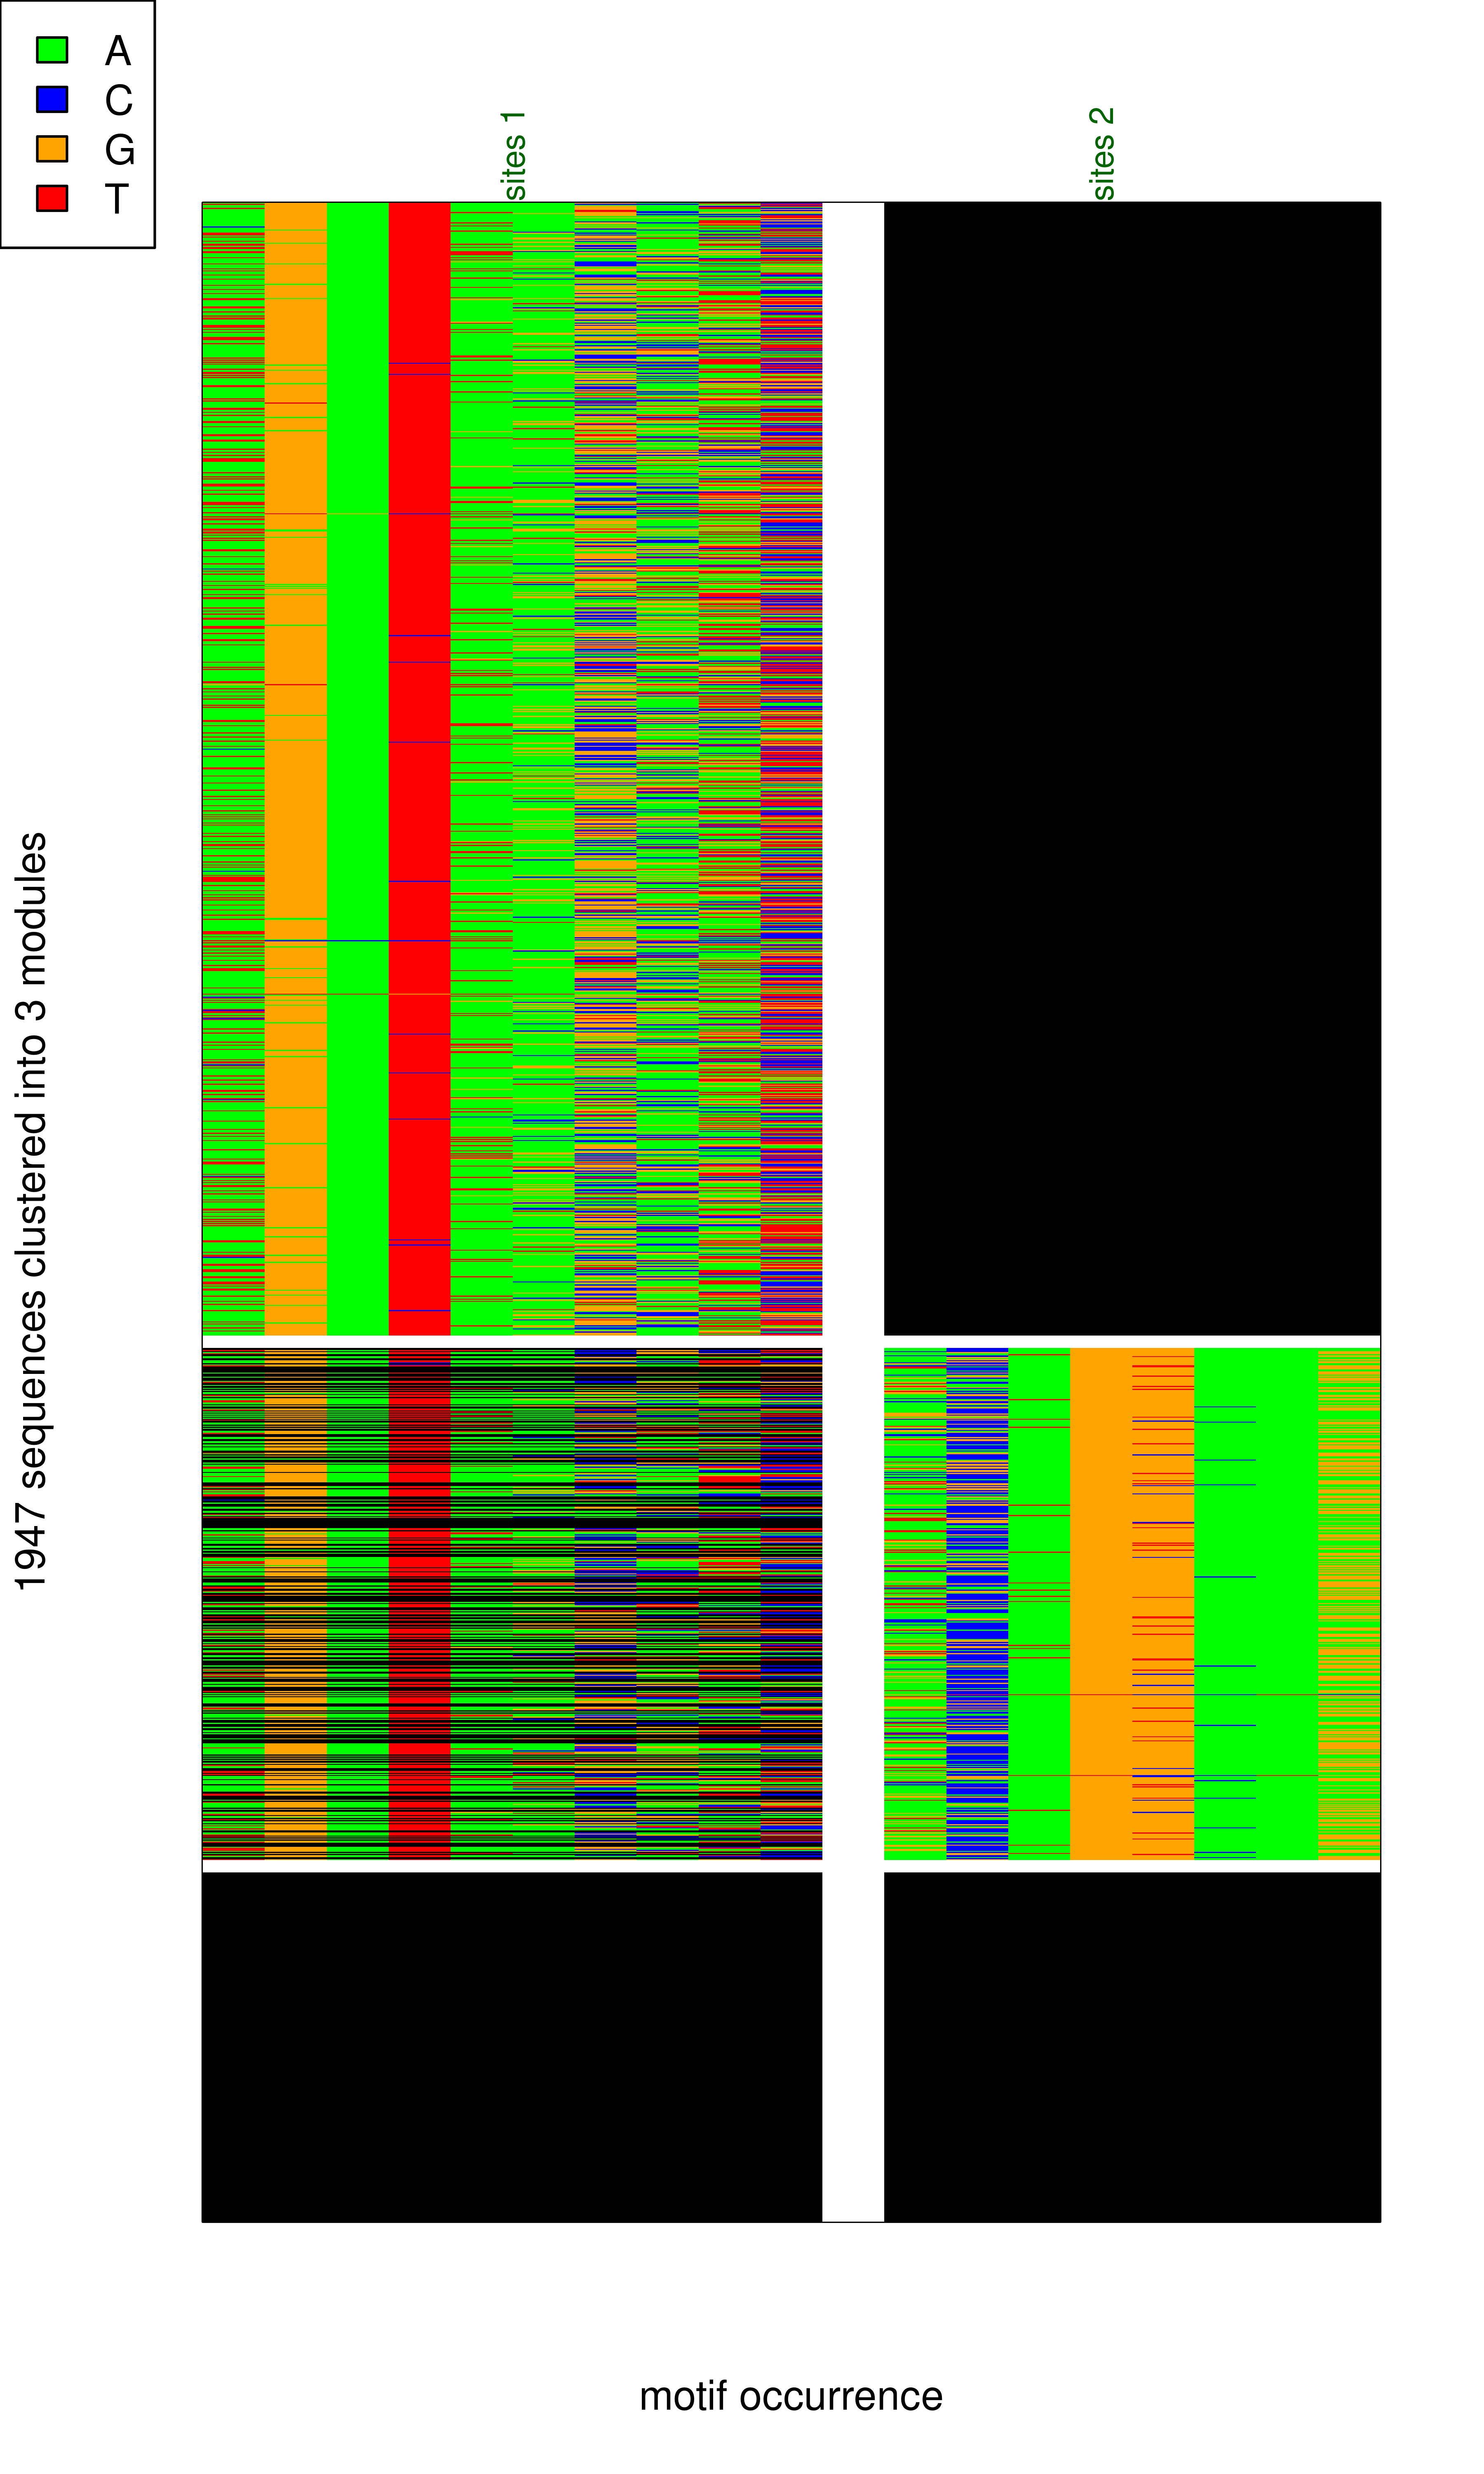 A
C
G
T
sites 1
sites 2
1947 sequences clustered into 3 modules
motif occurrence